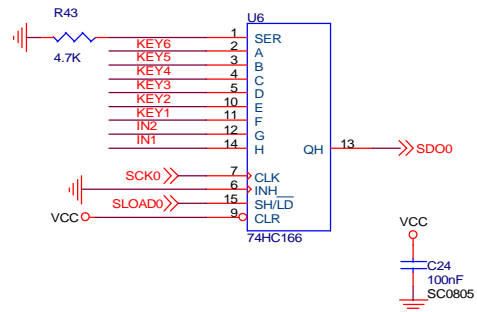 R43
4.7K
U6
1 SER
KEY6 2 A
KEY5 3 B
KEY4 4 C
KEY3 5 D
KEY2 10 E
KEY1 11 F
IN2 12 G
IN1 14 H
QH 13 SDO0
SCK0 7 CLK
6 INH
SLOAD0 15 SH/LD
VCC 9 CLR
74HC166
VCC
C24
100nF
SC0805